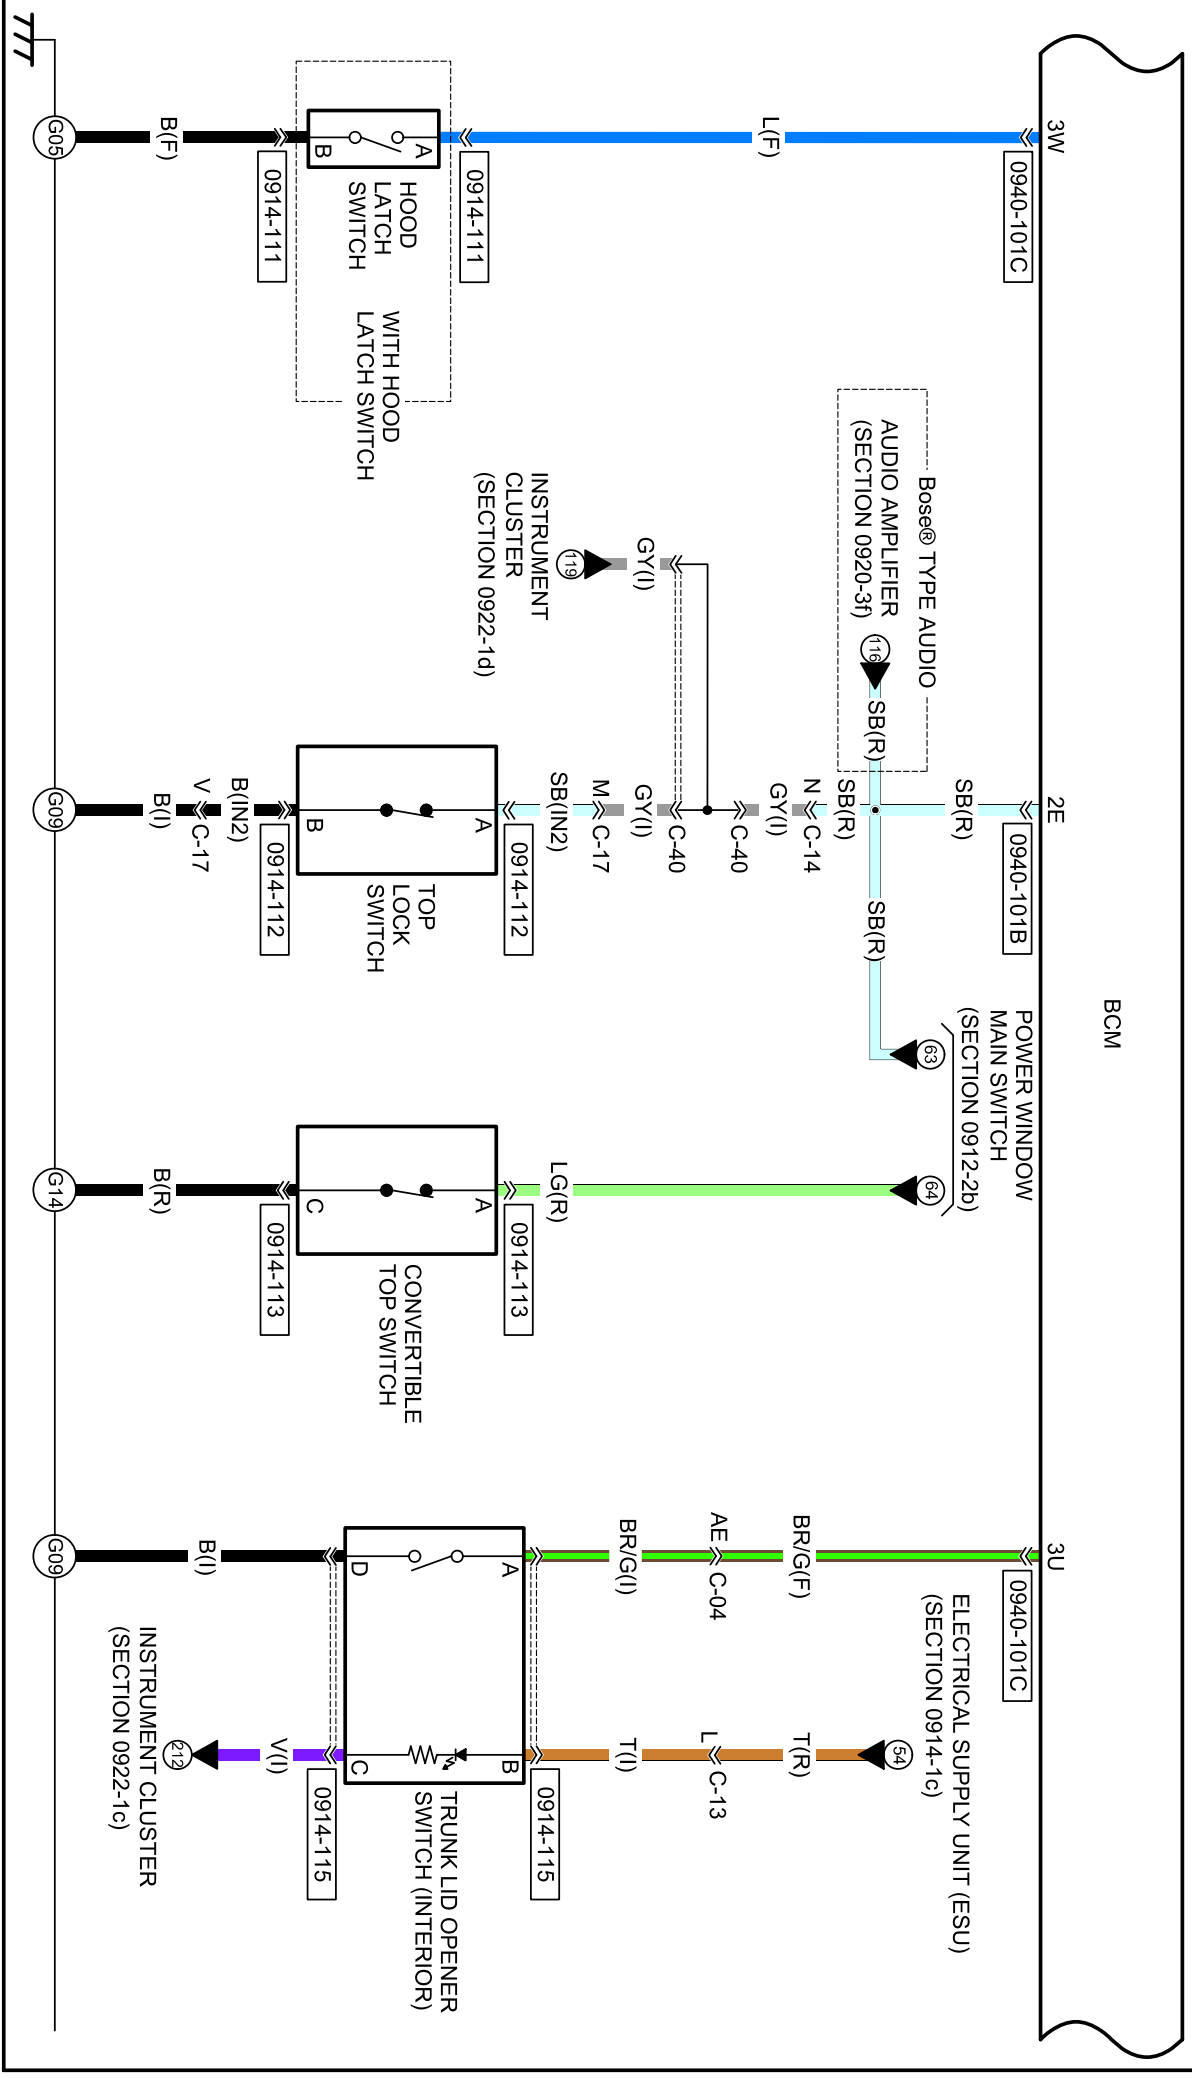 BCM
3W
0940-101C
L(F)
0914-111
A
B
HOOD
LATCH
SWITCH
WITH HOOD
LATCH SWITCH
0914-111
B(F)
G05
2E
0940-101B
SB(R)
Bose® TYPE AUDIO
AUDIO AMPLIFIER
(SECTION 0920-3f)
116
SB(R)
SB(R)
SB(R)
N
C-14
GY(I)
C-40
C-40
GY(I)
119
INSTRUMENT
CLUSTER
(SECTION 0922-1d)
GY(I)
M
C-17
SB(IN2)
0914-112
A
B
TOP
LOCK
SWITCH
0914-112
B(IN2)
V
C-17
B(I)
G09
POWER WINDOW
MAIN SWITCH
(SECTION 0912-2b)
63
64
LG(R)
0914-113
A
C
CONVERTIBLE
TOP SWITCH
0914-113
B(R)
G14
3U
0940-101C
ELECTRICAL SUPPLY UNIT (ESU)
(SECTION 0914-1c)
54
BR/G(F)
T(R)
AE
C-04
L
C-13
BR/G(I)
T(I)
0914-115
A
B
D
C
TRUNK LID OPENER
SWITCH (INTERIOR)
0914-115
B(I)
V(I)
212
INSTRUMENT CLUSTER
(SECTION 0922-1c)
G09